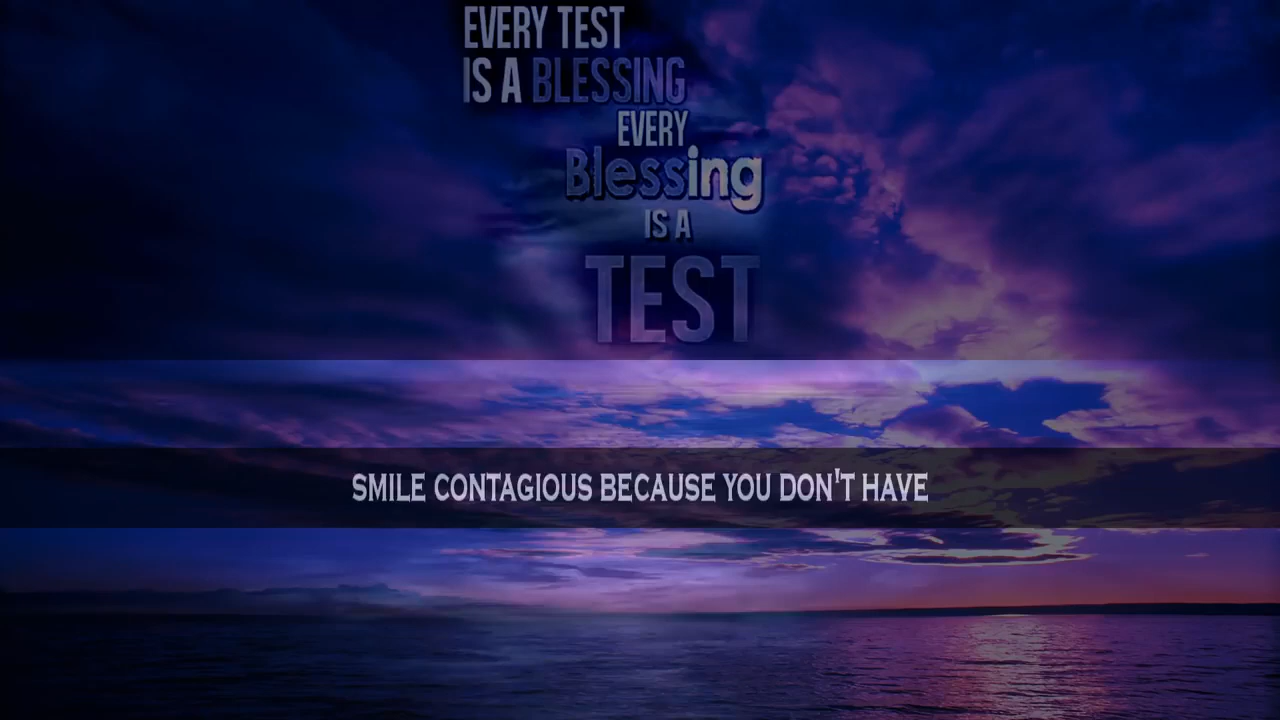 EVERY TEST
IS A BLESSING
EVERY
Blessing
IS A
TEST
SMILE CONTAGIOUS BECAUSE YOU DON'T HAVE